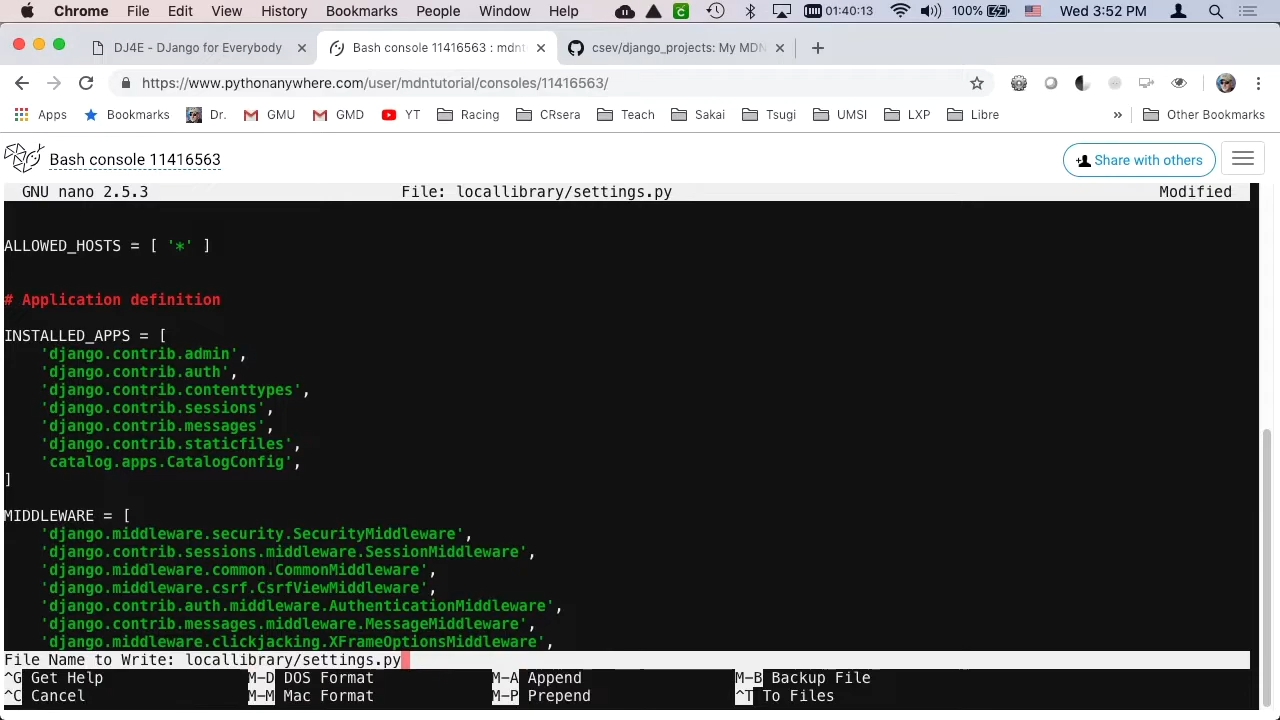 Chrome File Edit View History Bookmarks People Window Help 01:40:13 100% Wed 3:52 PM
DJ4E - DJango for Everybody Bash console 11416563 : mdnt csev/django_projects: My MDN
https://www.pythonanywhere.com/user/mdntutorial/consoles/11416563/
Apps Bookmarks Dr. GMU GMD YT Racing CRsera Teach Sakai Tsugi UMSI LXP Libre » Other Bookmarks
Bash console 11416563 Share with others
GNU nano 2.5.3 File: locallibrary/settings.py Modified
ALLOWED_HOSTS = [ '*' ]
# Application definition
INSTALLED_APPS = [
'django.contrib.admin',
'django.contrib.auth',
'django.contrib.contenttypes',
'django.contrib.sessions',
'django.contrib.messages',
'django.contrib.staticfiles',
'catalog.apps.CatalogConfig',
]
MIDDLEWARE = [
'django.middleware.security.SecurityMiddleware',
'django.contrib.sessions.middleware.SessionMiddleware',
'django.middleware.common.CommonMiddleware',
'django.middleware.csrf.CsrfViewMiddleware',
'django.contrib.auth.middleware.AuthenticationMiddleware',
'django.contrib.messages.middleware.MessageMiddleware',
'django.middleware.clickjacking.XFrameOptionsMiddleware',
File Name to Write: locallibrary/settings.py
^G Get Help M-D DOS Format M-A Append M-B Backup File
^C Cancel M-M Mac Format M-P Prepend ^T To Files